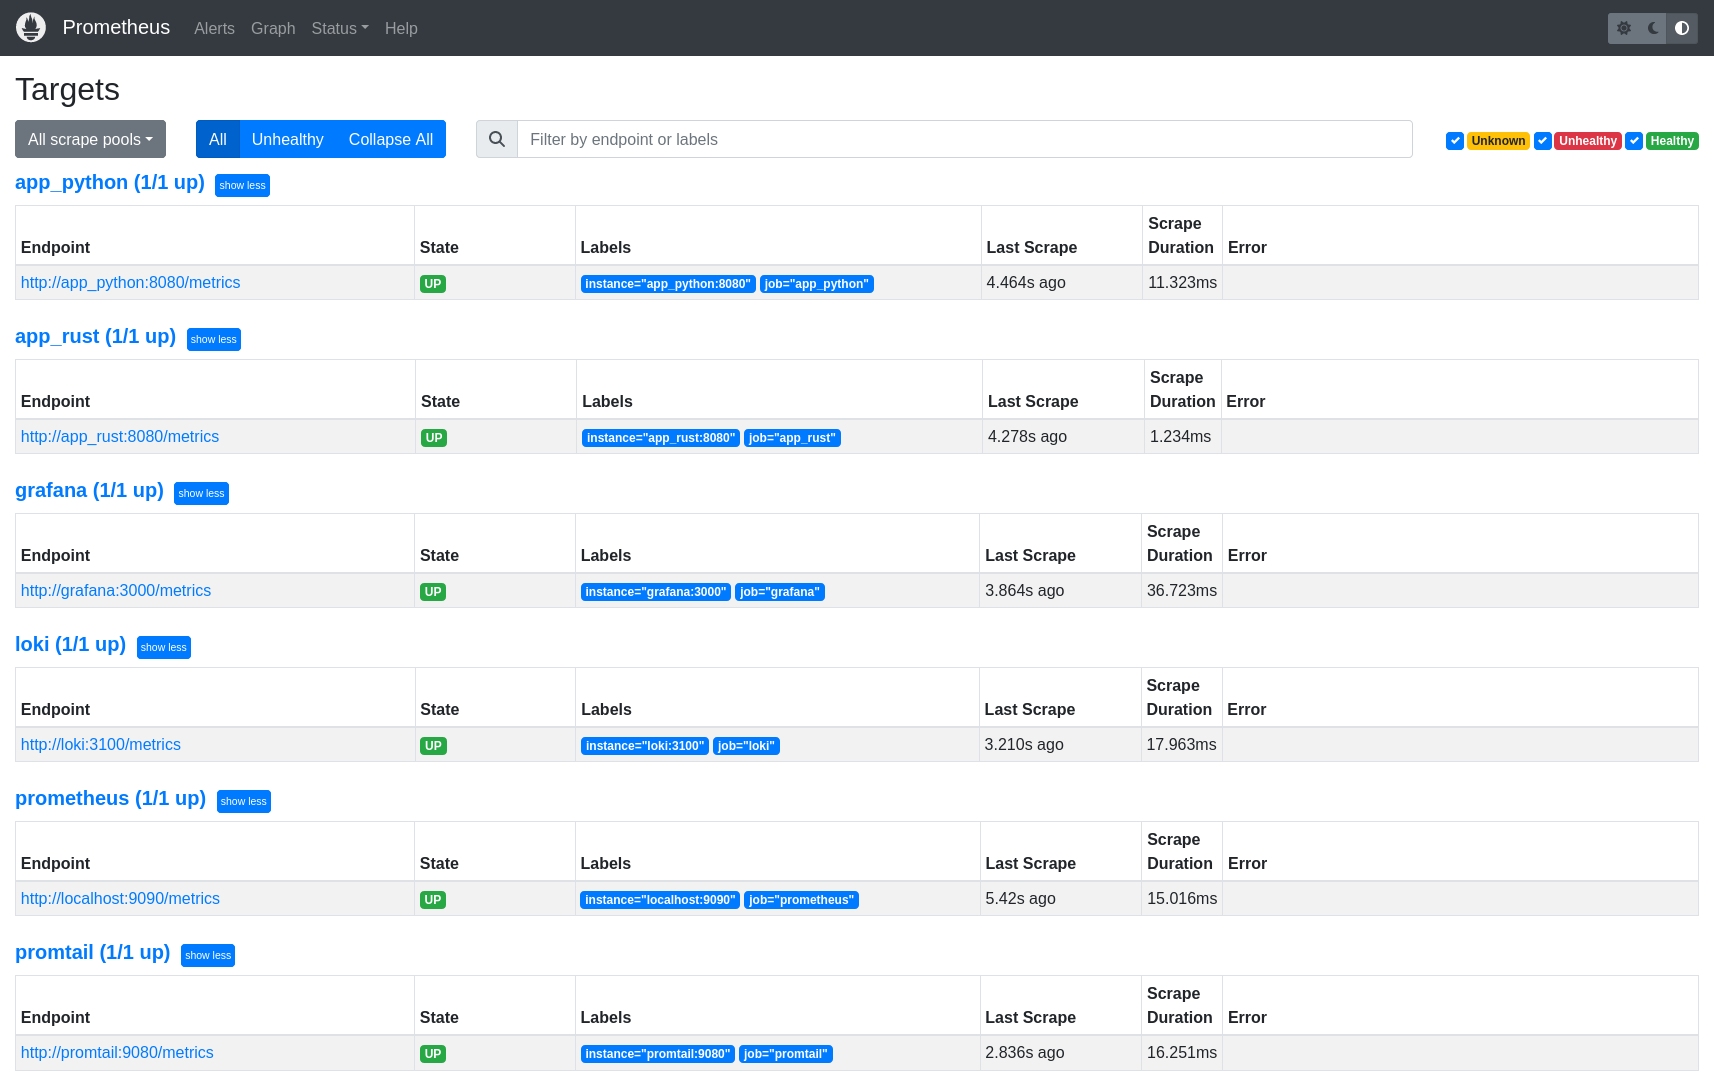 Prometheus Alerts Graph Status Help
Targets
All scrape pools All Unhealthy Collapse All Filter by endpoint or labels Unknown Unhealthy Healthy
app_python (1/1 up) show less
Endpoint State Labels Last Scrape Scrape Duration Error
http://app_python:8080/metrics UP instance="app_python:8080" job="app_python" 4.464s ago 11.323ms
app_rust (1/1 up) show less
Endpoint State Labels Last Scrape Scrape Duration Error
http://app_rust:8080/metrics UP instance="app_rust:8080" job="app_rust" 4.278s ago 1.234ms
grafana (1/1 up) show less
Endpoint State Labels Last Scrape Scrape Duration Error
http://grafana:3000/metrics UP instance="grafana:3000" job="grafana" 3.864s ago 36.723ms
loki (1/1 up) show less
Endpoint State Labels Last Scrape Scrape Duration Error
http://loki:3100/metrics UP instance="loki:3100" job="loki" 3.210s ago 17.963ms
prometheus (1/1 up) show less
Endpoint State Labels Last Scrape Scrape Duration Error
http://localhost:9090/metrics UP instance="localhost:9090" job="prometheus" 5.42s ago 15.016ms
promtail (1/1 up) show less
Endpoint State Labels Last Scrape Scrape Duration Error
http://promtail:9080/metrics UP instance="promtail:9080" job="promtail" 2.836s ago 16.251ms